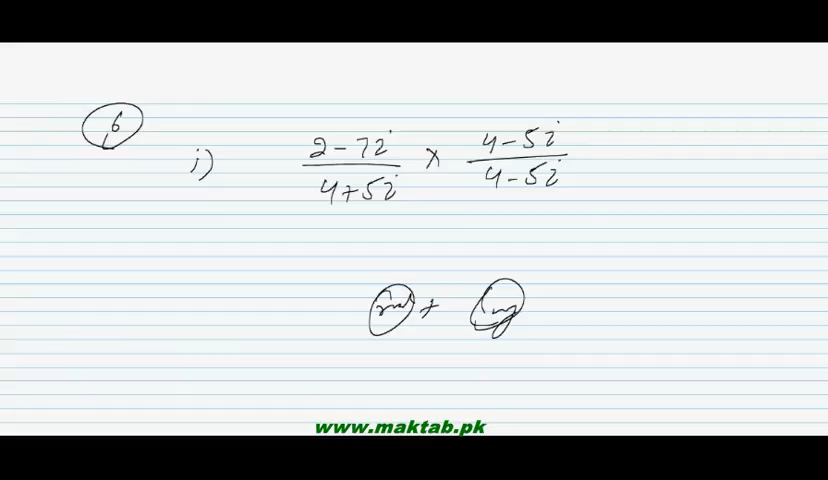 6
i) (2-7i)/(4+5i) × (4-5i)/(4-5i)
real + img
www.maktab.pk